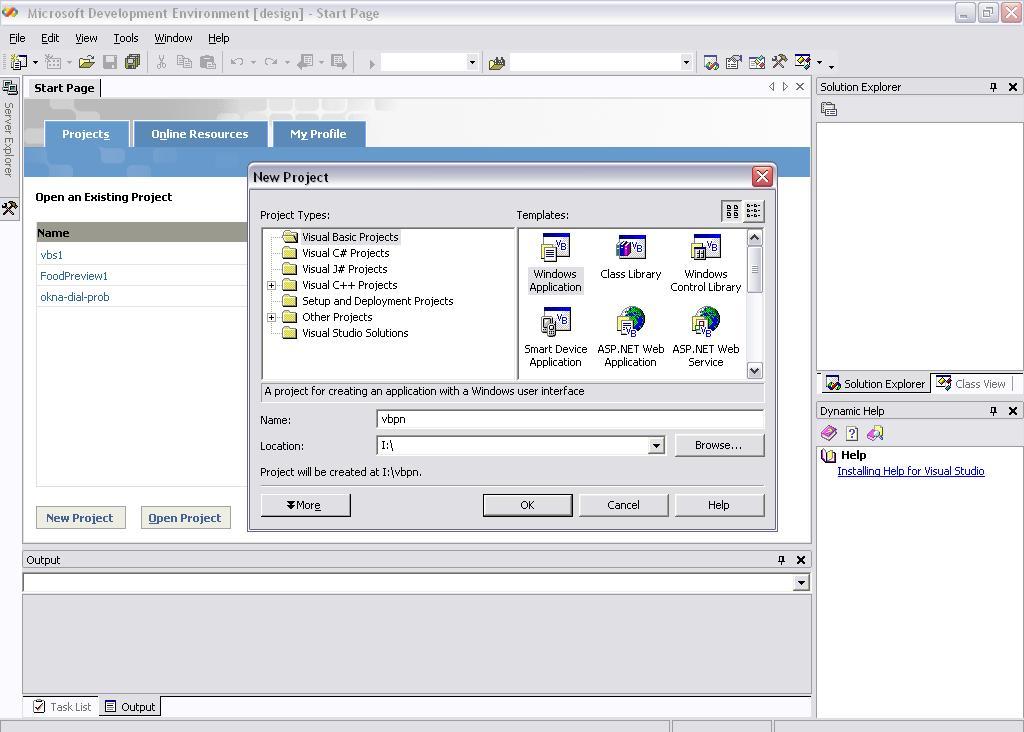 Microsoft Development Environment [design] - Start Page
File Edit View Tools Window Help
Start Page
Server Explorer
Projects Online Resources My Profile
Open an Existing Project
Name
vbs1
FoodPreview1
okna-dial-prob
New Project Open Project
New Project
Project Types:
Visual Basic Projects
Visual C# Projects
Visual J# Projects
Visual C++ Projects
Setup and Deployment Projects
Other Projects
Visual Studio Solutions
Templates:
Windows Application
Class Library
Windows Control Library
Smart Device Application
ASP.NET Web Application
ASP.NET Web Service
A project for creating an application with a Windows user interface
Name: vbpn
Location: I:\ Browse...
Project will be created at I:\vbpn.
More OK Cancel Help
Solution Explorer
Solution Explorer Class View
Dynamic Help
Help
Installing Help for Visual Studio
Output
Task List Output